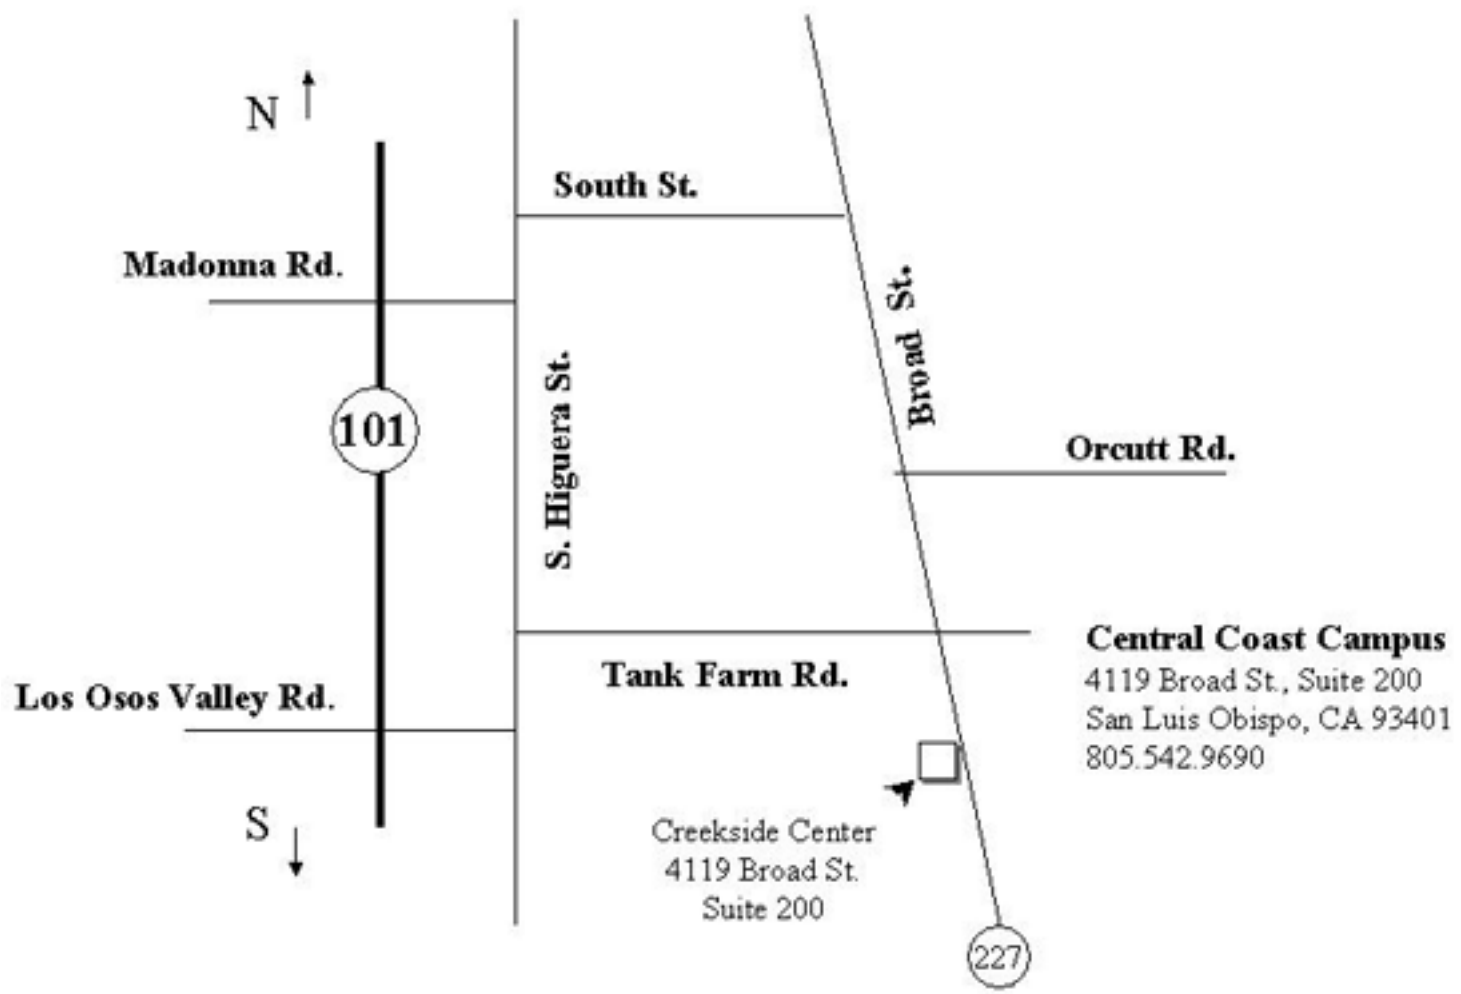 N
South St.
Madonna Rd.
Broad St.
101
S. Higuera St.
Orcutt Rd.
Tank Farm Rd.
Central Coast Campus
4119 Broad St., Suite 200
San Luis Obispo, CA 93401
805.542.9690
Los Osos Valley Rd.
S
Creekside Center
4119 Broad St.
Suite 200
227